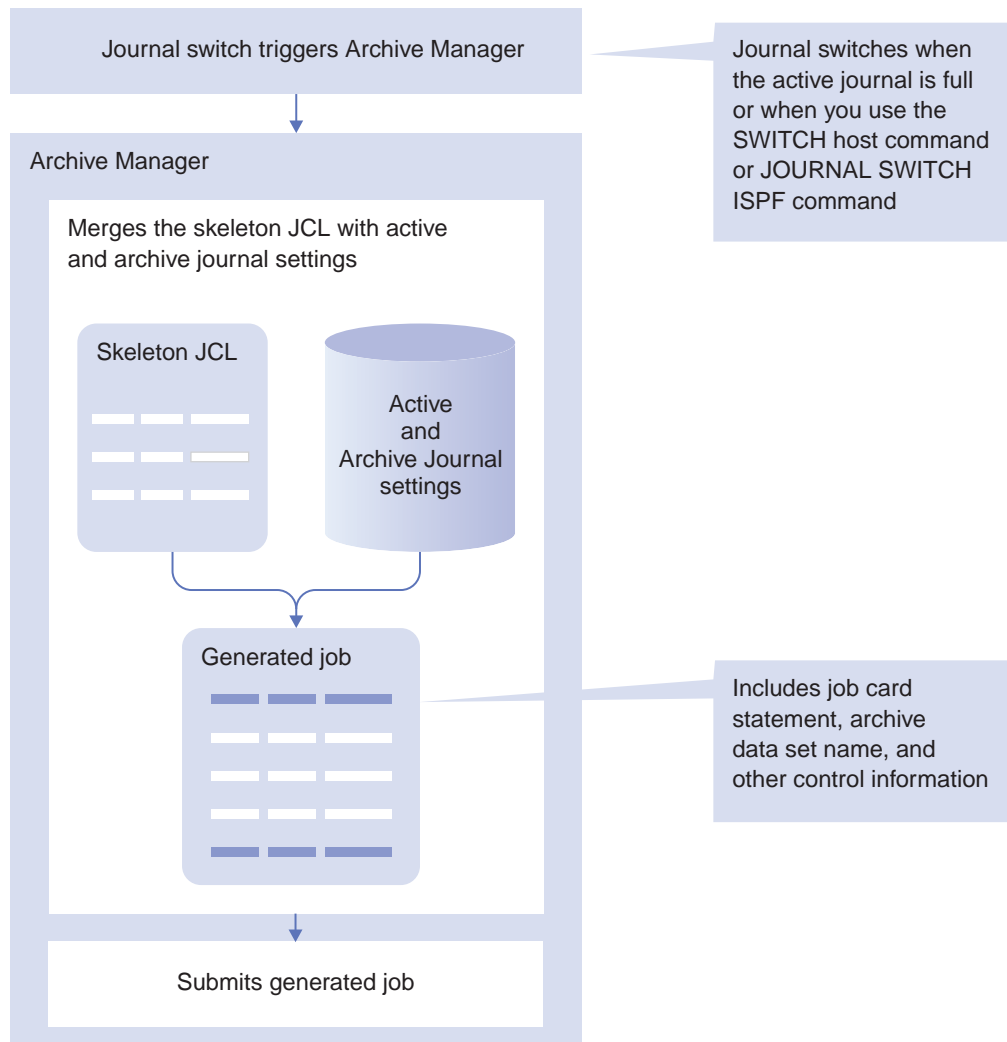 Journal switch triggers Archive Manager
Journal switches when
the active journal is full
or when you use the
SWITCH host command
or JOURNAL SWITCH
ISPF command
Archive Manager
Merges the skeleton JCL with active
and archive journal settings
Skeleton JCL
Active
and
Archive Journal
settings
Generated job
Includes job card
statement, archive
data set name, and
other control information
Submits generated job